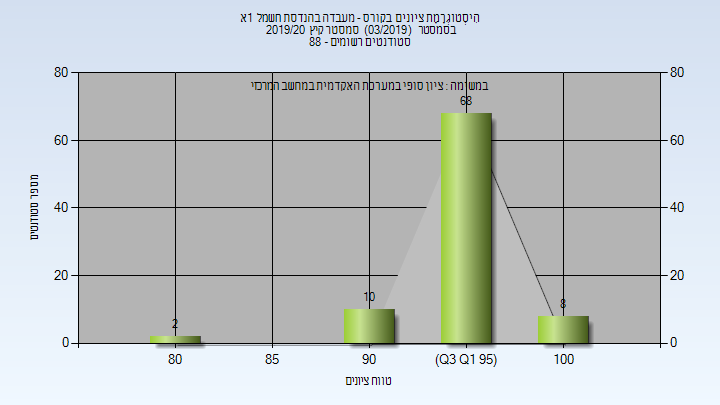 הִיסְטוֹגְרָמַת ציונים בקורס - מעבדה בהנדסת חשמל 1א
בסמסטר (03/2019) סמסטר קיץ 2019/20
סטודנטים רשומים - 88
במשימה : ציון סופי במערכת האקדמית במחשב המרכזי
80
80
60
60
40
40
20
20
0
0
מספר סטודנטים
2
10
68
8
80
85
90
(Q3 Q1 95)
100
טווח ציונים